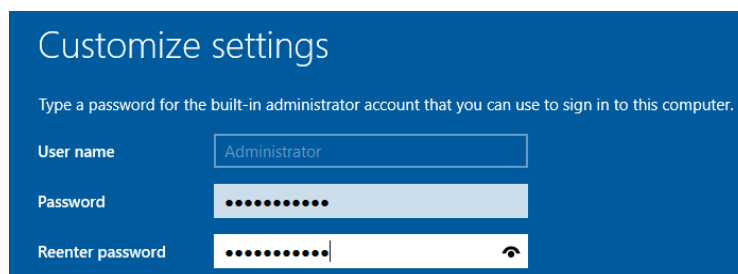 Customize settings
Type a password for the built-in administrator account that you can use to sign in to this computer.
User name
Administrator
Password
•••••••••••
Reenter password
•••••••••••